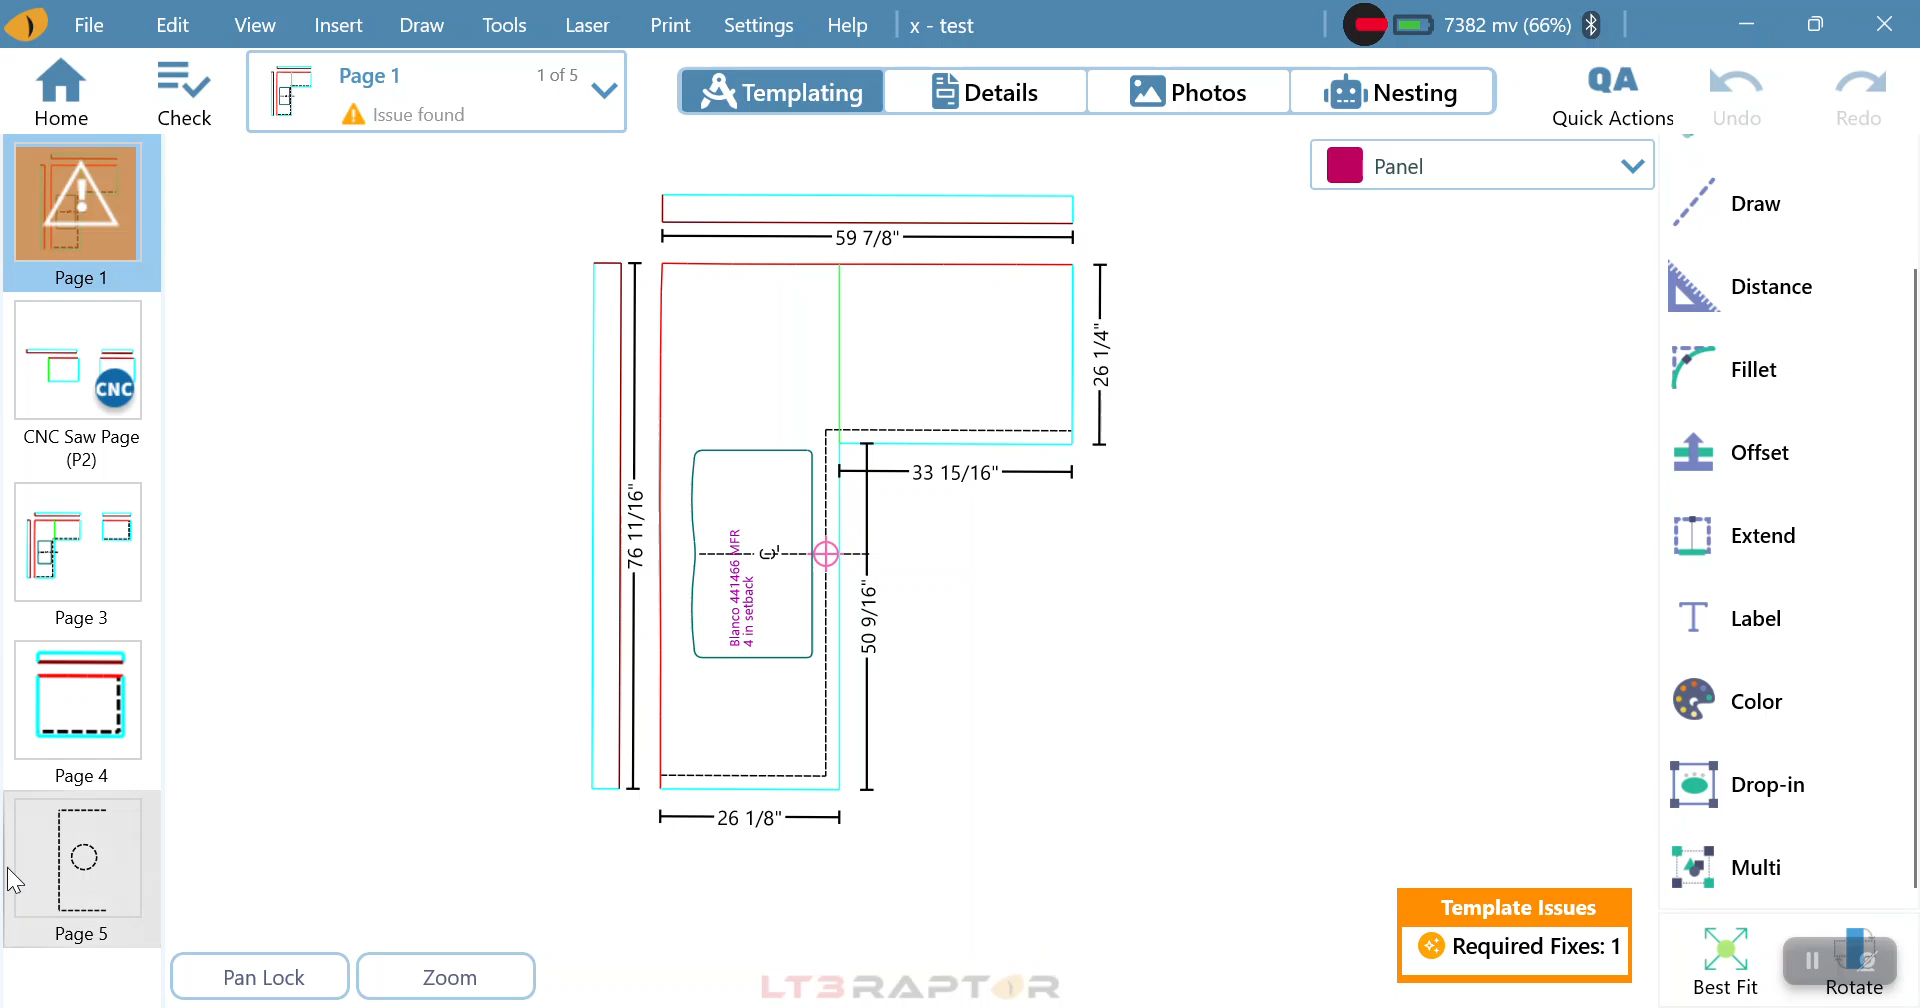 File Edit View Insert Draw Tools Laser Print Settings Help x - test 7382 mv (66%)
Home
Check
Page 1 1 of 5
Issue found
Templating Details Photos Nesting
QA
Quick Actions Undo Redo
Panel
Page 1
CNC
CNC Saw Page
(P2)
Page 3
Page 4
Page 5
59 7/8"
26 1/4"
33 15/16"
76 11/16"
50 9/16"
26 1/8"
Blanco 441466 MFR
4 in setback
Draw
Distance
Fillet
Offset
Extend
Label
Color
Drop-in
Multi
Template Issues
Required Fixes: 1
Pan Lock Zoom
LT3RAPTOR
Best Fit Rotate